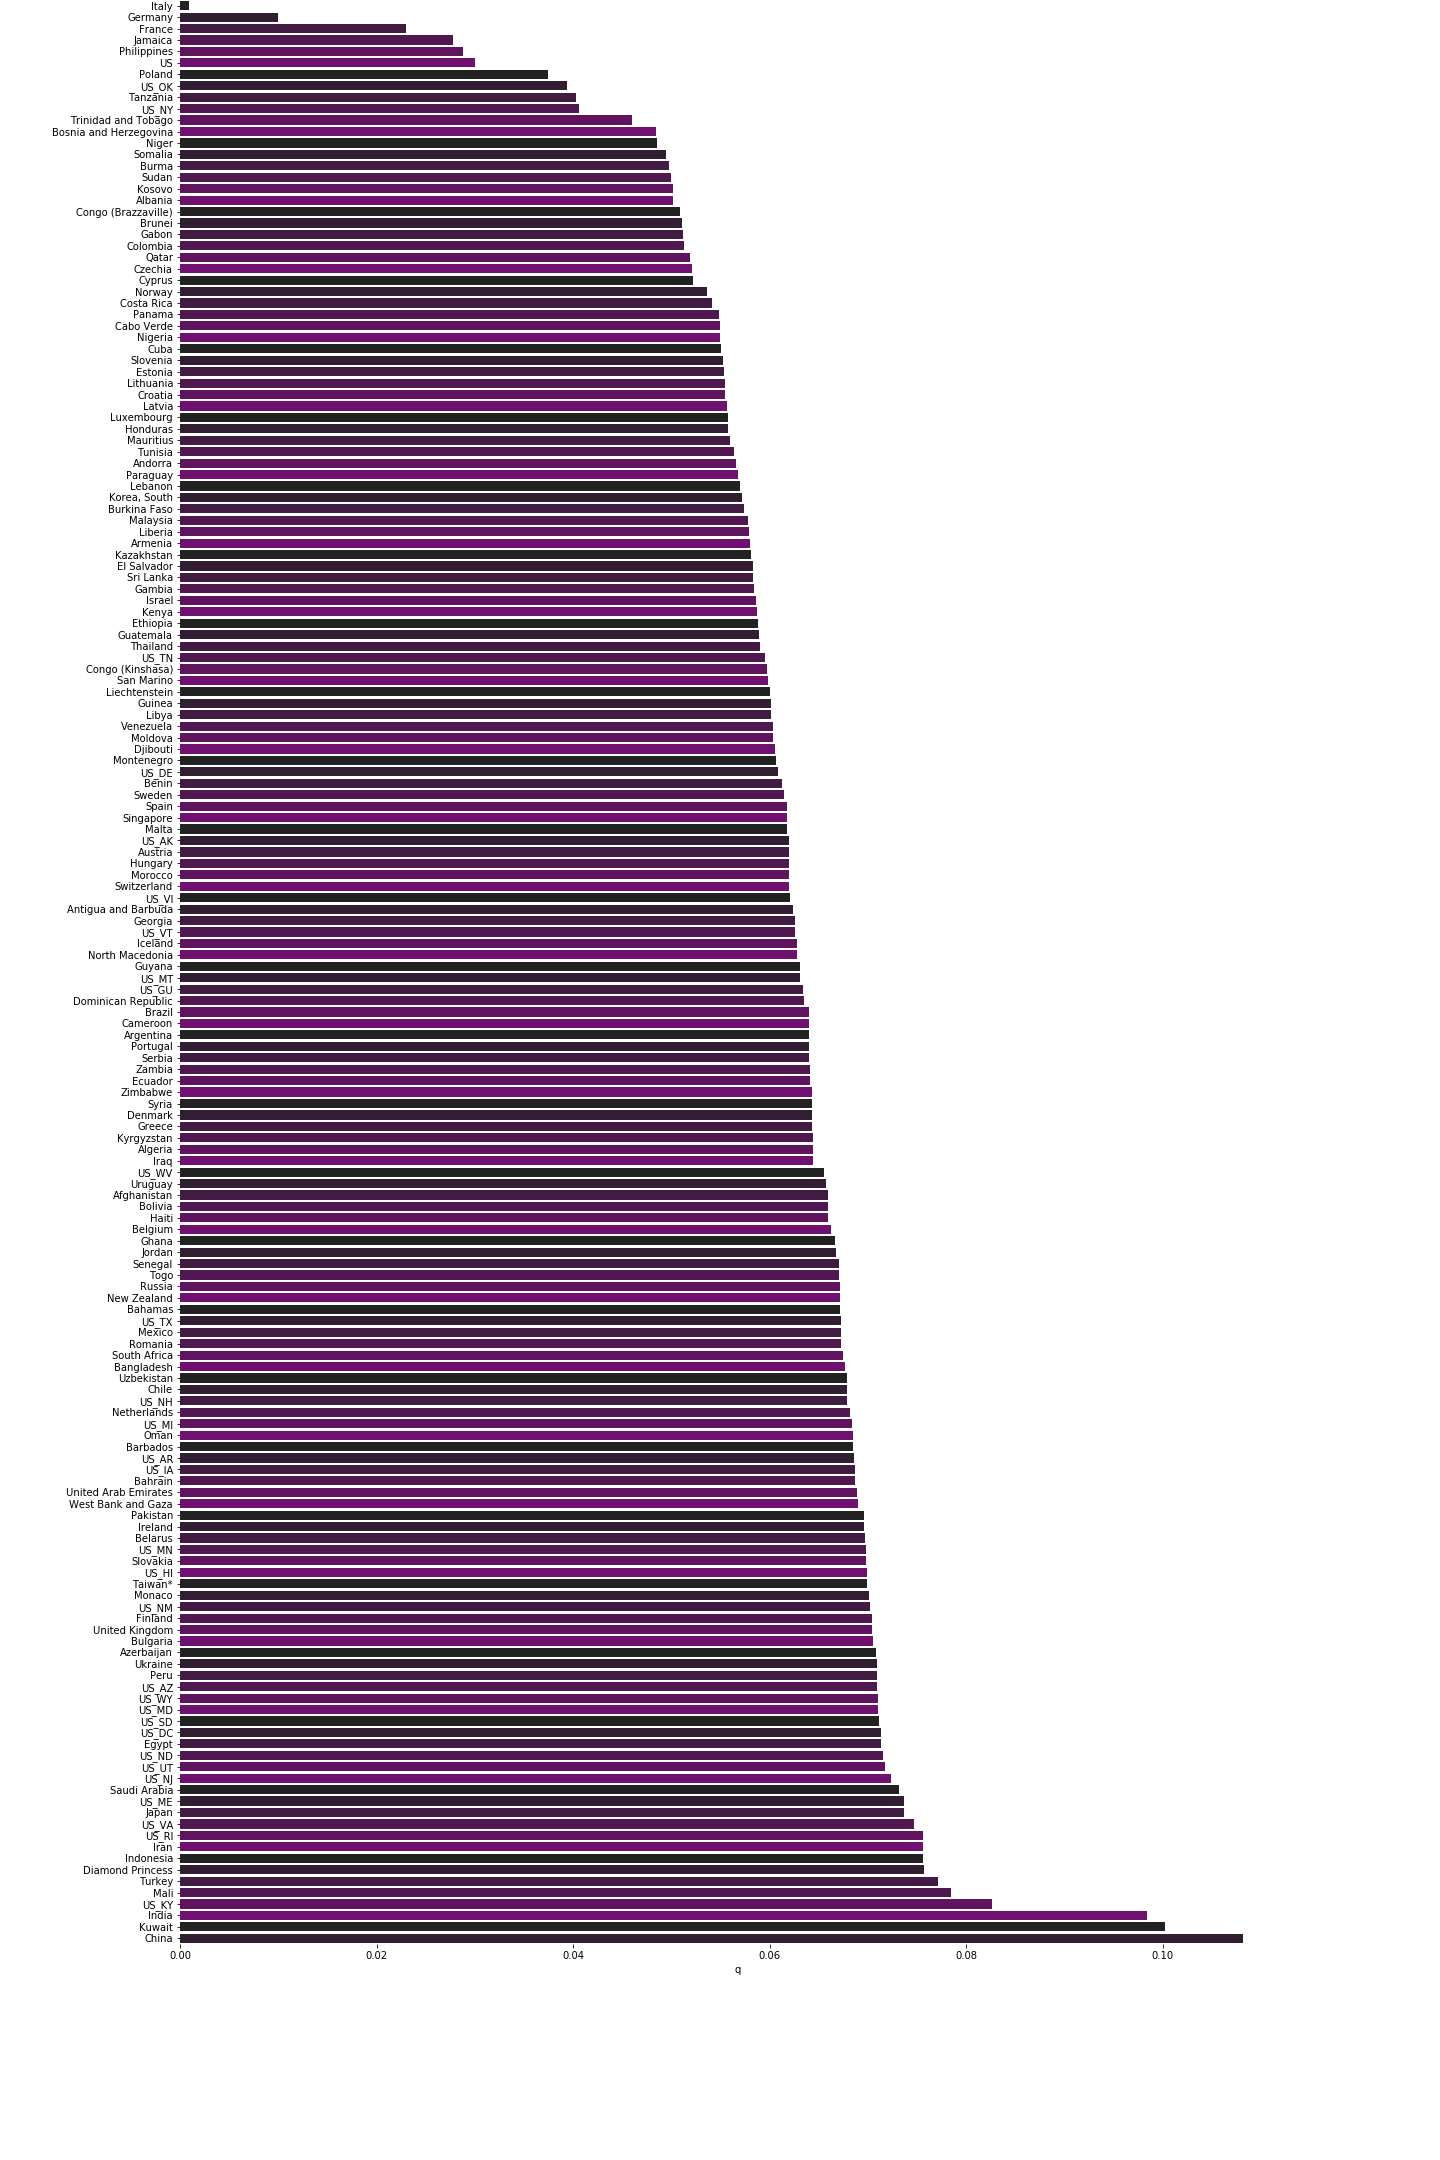 Italy
Germany
France
Jamaica
Philippines
US
Poland
US_OK
Tanzania
US_NY
Trinidad and Tobago
Bosnia and Herzegovina
Niger
Somalia
Burma
Sudan
Kosovo
Albania
Congo (Brazzaville)
Brunei
Gabon
Colombia
Qatar
Czechia
Cyprus
Norway
Costa Rica
Panama
Cabo Verde
Nigeria
Cuba
Slovenia
Estonia
Lithuania
Croatia
Latvia
Luxembourg
Honduras
Mauritius
Tunisia
Andorra
Paraguay
Lebanon
Korea, South
Burkina Faso
Malaysia
Liberia
Armenia
Kazakhstan
El Salvador
Sri Lanka
Gambia
Israel
Kenya
Ethiopia
Guatemala
Thailand
US_TN
Congo (Kinshasa)
San Marino
Liechtenstein
Guinea
Libya
Venezuela
Moldova
Djibouti
Montenegro
US_DE
Benin
Sweden
Spain
Singapore
Malta
US_AK
Austria
Hungary
Morocco
Switzerland
US_VI
Antigua and Barbuda
Georgia
US_VT
Iceland
North Macedonia
Guyana
US_MT
US_GU
Dominican Republic
Brazil
Cameroon
Argentina
Portugal
Serbia
Zambia
Ecuador
Zimbabwe
Syria
Denmark
Greece
Kyrgyzstan
Algeria
Iraq
US_WV
Uruguay
Afghanistan
Bolivia
Haiti
Belgium
Ghana
Jordan
Senegal
Togo
Russia
New Zealand
Bahamas
US_TX
Mexico
Romania
South Africa
Bangladesh
Uzbekistan
Chile
US_NH
Netherlands
US_MI
Oman
Barbados
US_AR
US_IA
Bahrain
United Arab Emirates
West Bank and Gaza
Pakistan
Ireland
Belarus
US_MN
Slovakia
US_HI
Taiwan*
Monaco
US_NM
Finland
United Kingdom
Bulgaria
Azerbaijan
Ukraine
Peru
US_AZ
US_WY
US_MD
US_SD
US_DC
Egypt
US_ND
US_UT
US_NJ
Saudi Arabia
US_ME
Japan
US_VA
US_RI
Iran
Indonesia
Diamond Princess
Turkey
Mali
US_KY
India
Kuwait
China
0.00 0.02 0.04 0.06 0.08 0.10
q